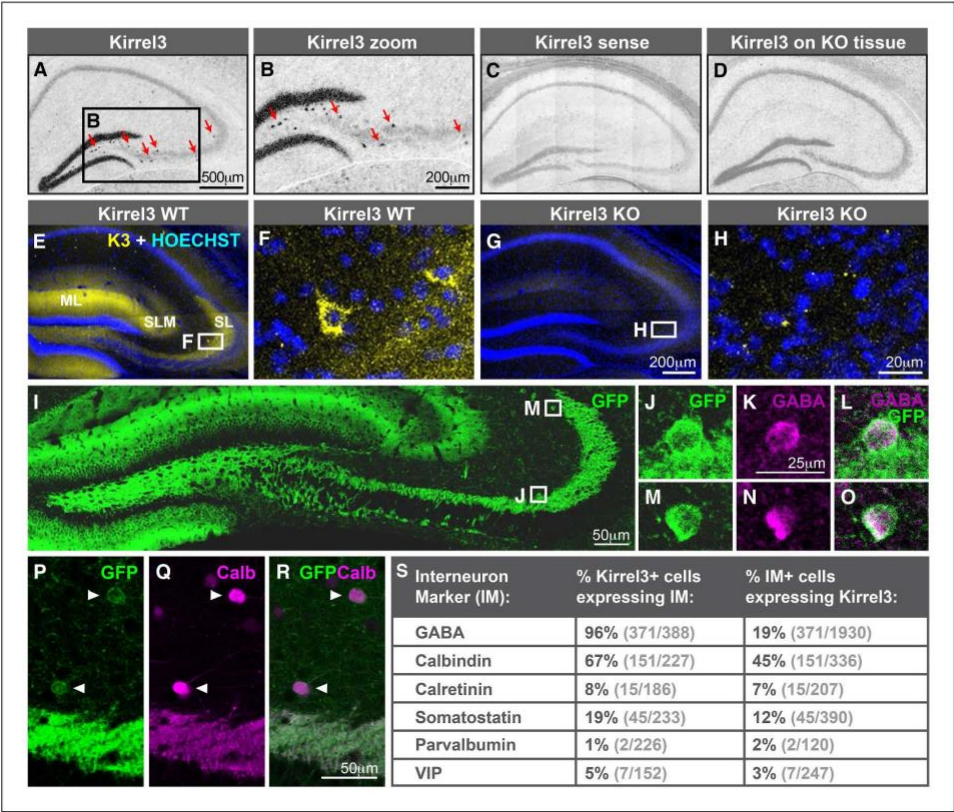 Kirrel3
Kirrel3 zoom
Kirrel3 sense
Kirrel3 on KO tissue
A
B
500μm
B
200μm
C
D
Kirrel3 WT
Kirrel3 WT
Kirrel3 KO
Kirrel3 KO
E K3 + HOECHST
ML
SLM
SL
F
F
G
H
200μm
H
20μm
I
GFP
M
J
50μm
J GFP
K GABA
25μm
L GABA
GFP
M
N
O
P GFP
Q Calb
R GFPCalb
50μm
S Interneuron Marker (IM): % Kirrel3+ cells expressing IM: % IM+ cells expressing Kirrel3:
GABA 96% (371/388) 19% (371/1930)
Calbindin 67% (151/227) 45% (151/336)
Calretinin 8% (15/186) 7% (15/207)
Somatostatin 19% (45/233) 12% (45/390)
Parvalbumin 1% (2/226) 2% (2/120)
VIP 5% (7/152) 3% (7/247)